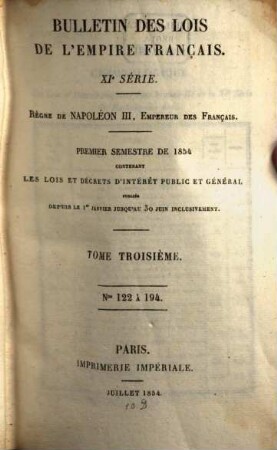 BULLETIN DES LOIS
DE L'EMPIRE FRANÇAIS.
XIe SÉRIE.
RÈGNE DE NAPOLÉON III, EMPEREUR DES FRANÇAIS.
PREMIER SEMESTRE DE 1854
CONTENANT
LES LOIS ET DÉCRETS D'INTÉRÊT PUBLIC ET GÉNÉRAL
PUBLIÉS
DEPUIS LE 1er JANVIER JUSQU'AU 30 JUIN INCLUSIVEMENT.
TOME TROISIÈME.
Nos 122 à 194.
PARIS.
IMPRIMERIE IMPÉRIALE.
JUILLET 1854.